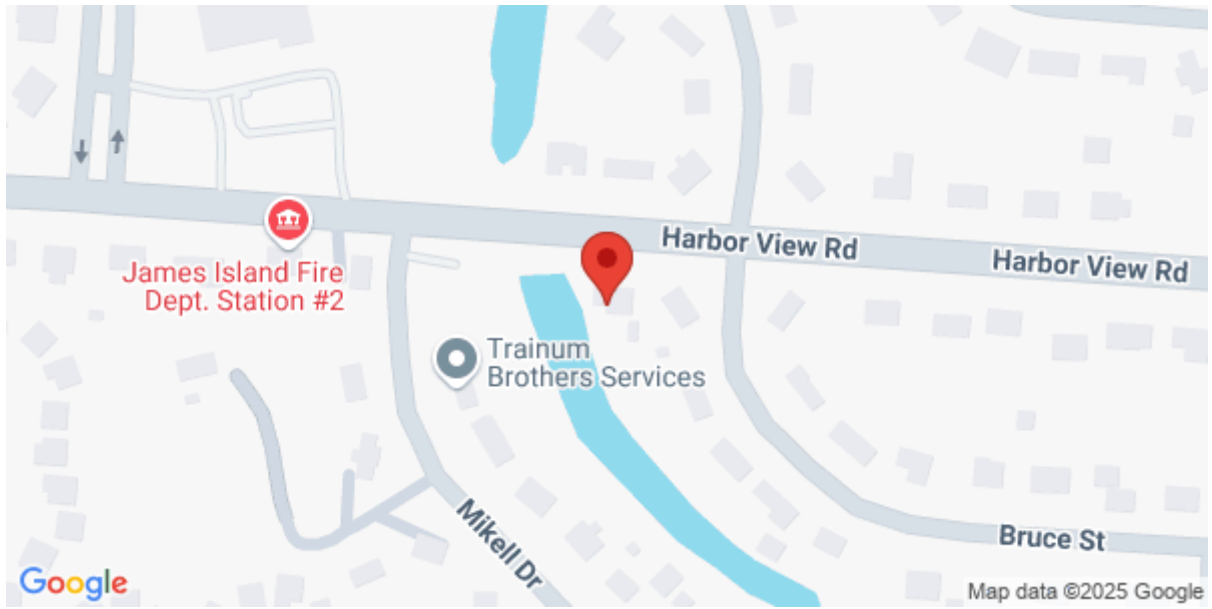 Harbor View Rd
Harbor View Rd
James Island Fire
Dept. Station #2
Trainum
Brothers Services
Mikell Dr
Bruce St
Google
Map data ©2025 Google